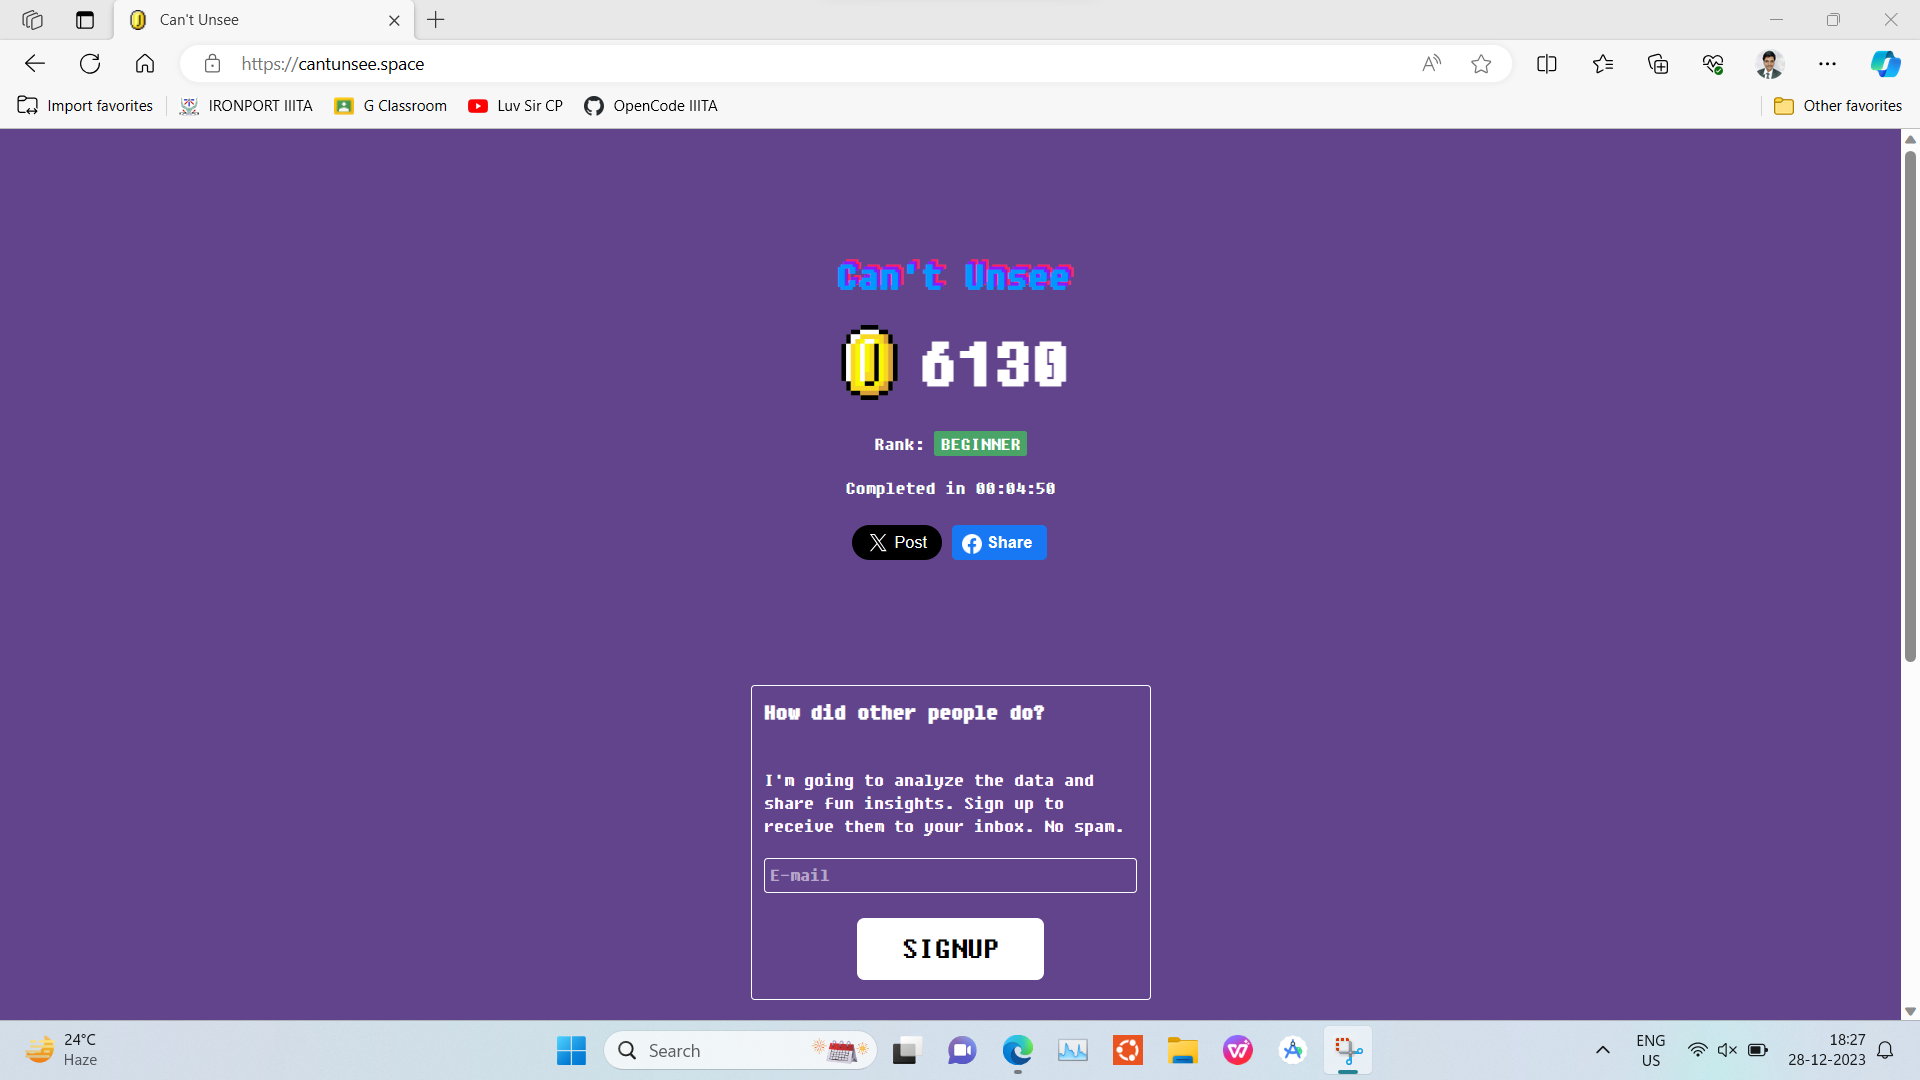 Can't Unsee
https://cantunsee.space
Import favorites
IRONPORT IIITA
G Classroom
Luv Sir CP
OpenCode IIITA
Other favorites
Can't Unsee
6130
Rank: BEGINNER
Completed in 00:04:50
Post
Share
How did other people do?
I'm going to analyze the data and
share fun insights. Sign up to
receive them to your inbox. No spam.
E-mail
SIGNUP
24°C
Haze
Search
ENG
US
18:27
28-12-2023